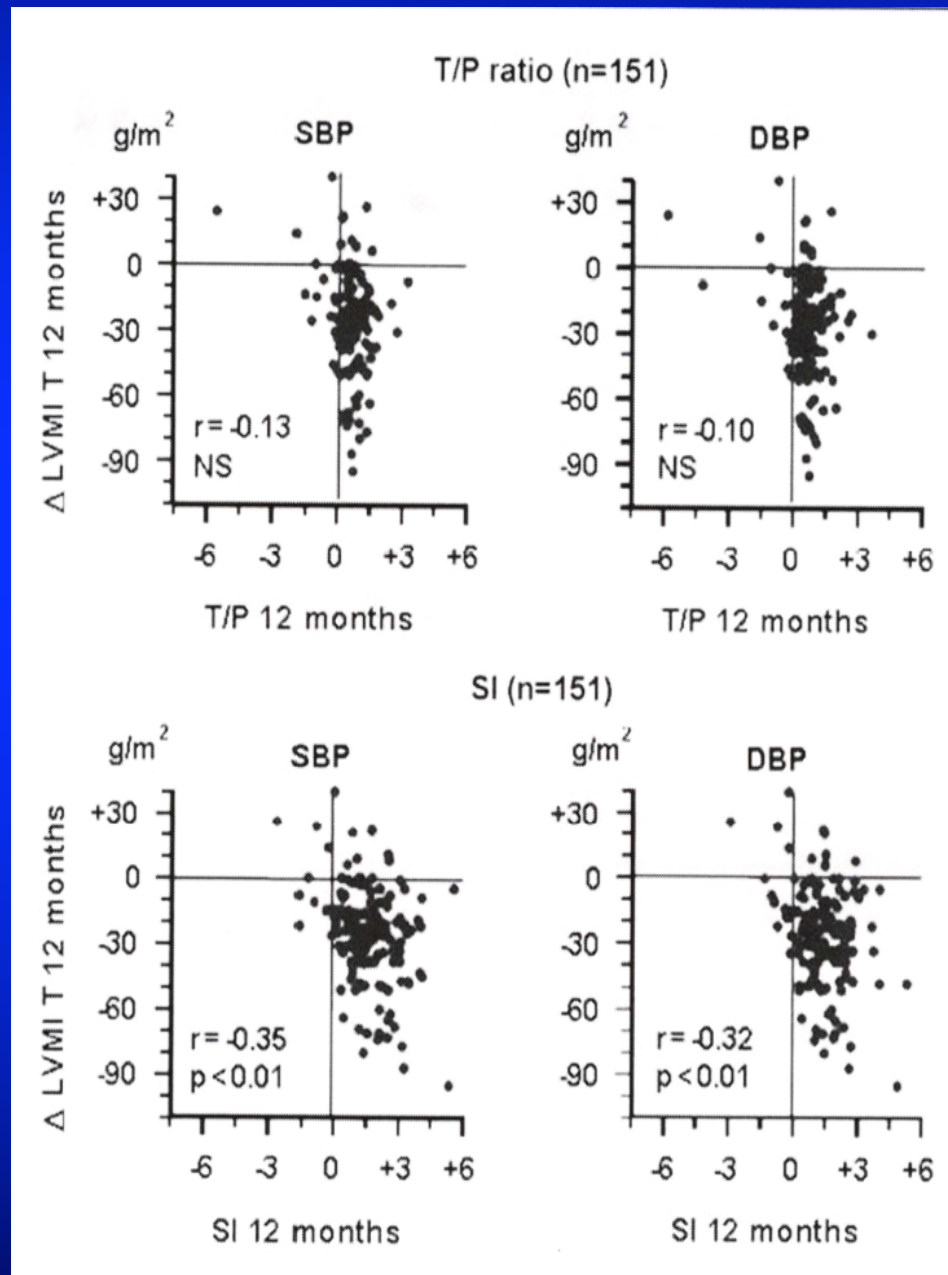 T/P ratio (n=151)
g/m²
SBP
Δ LVMI T 12 months
+30
0
-30
-60
-90
r = -0.13
NS
-6 -3 0 +3 +6
T/P 12 months
g/m²
DBP
+30
0
-30
-60
-90
r = -0.10
NS
-6 -3 0 +3 +6
T/P 12 months
SI (n=151)
g/m²
SBP
Δ LVMI T 12 months
+30
0
-30
-60
-90
r = -0.35
p < 0.01
-6 -3 0 +3 +6
SI 12 months
g/m²
DBP
+30
0
-30
-60
-90
r = -0.32
p < 0.01
-6 -3 0 +3 +6
SI 12 months